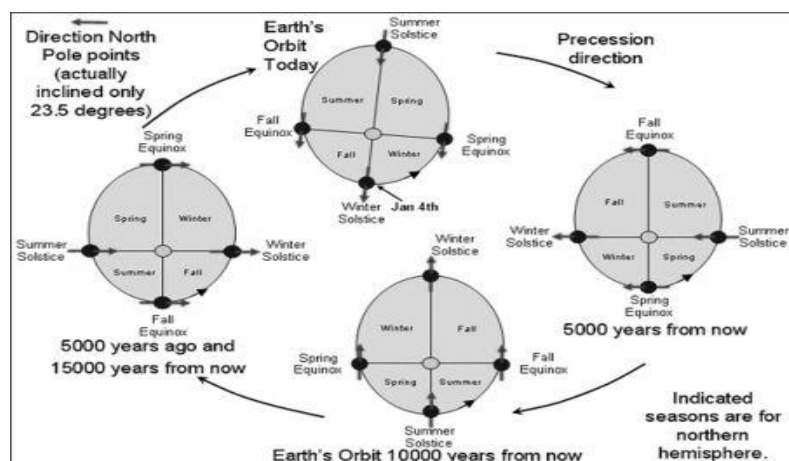 Direction North
Pole points
(actually
inclined only
23.5 degrees)
Earth's
Orbit
Today
Summer
Solstice
Precession
direction
Summer
Spring
Fall
Equinox
Fall
Winter
Spring
Equinox
Jan 4th
Winter
Solstice
Spring
Equinox
Spring
Winter
Summer
Solstice
Winter
Solstice
Summer
Fall
Fall
Equinox
5000 years ago and
15000 years from now
Fall
Equinox
Fall
Summer
Winter
Solstice
Summer
Solstice
Winter
Spring
Spring
Equinox
5000 years from now
Winter
Solstice
Winter
Fall
Spring
Equinox
Fall
Equinox
Spring
Summer
Summer
Solstice
Earth's Orbit 10000 years from now
Indicated
seasons are for
northern
hemisphere.